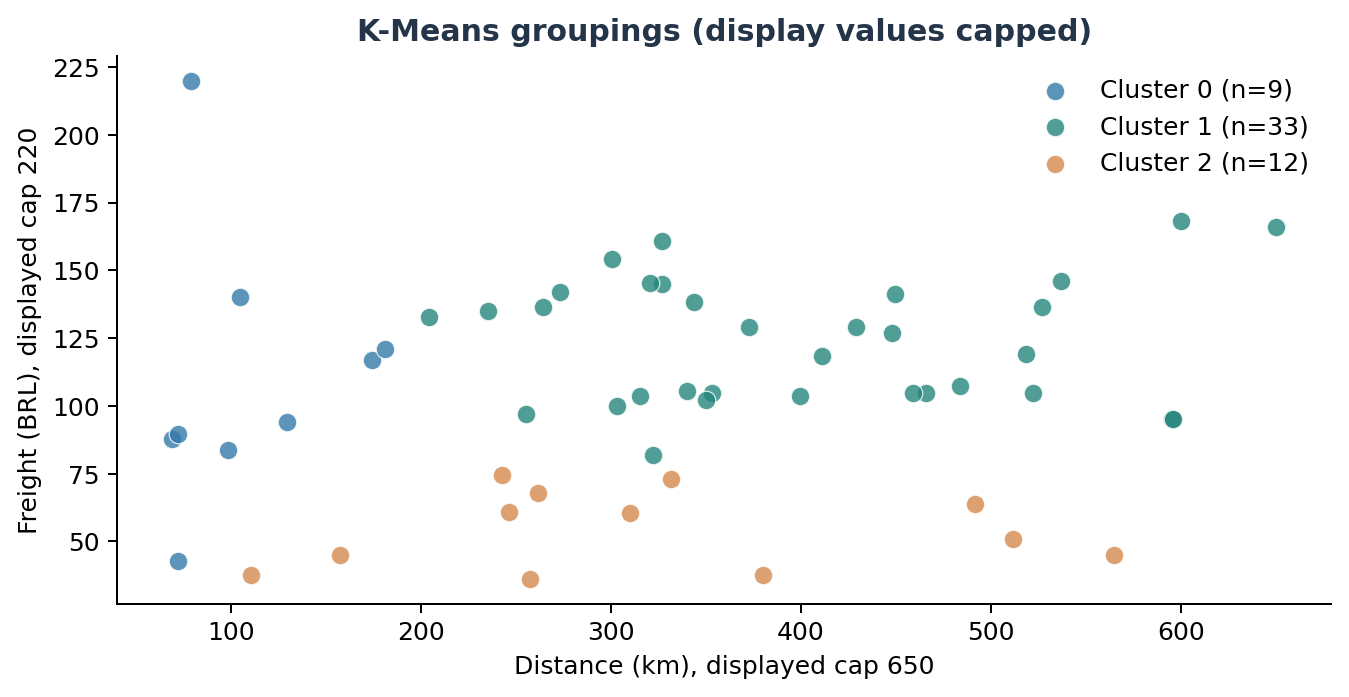 K-Means groupings (display values capped)
Freight (BRL), displayed cap 220
225
200
175
150
125
100
75
50
Cluster 0 (n=9)
Cluster 1 (n=33)
Cluster 2 (n=12)
100 200 300 400 500 600
Distance (km), displayed cap 650